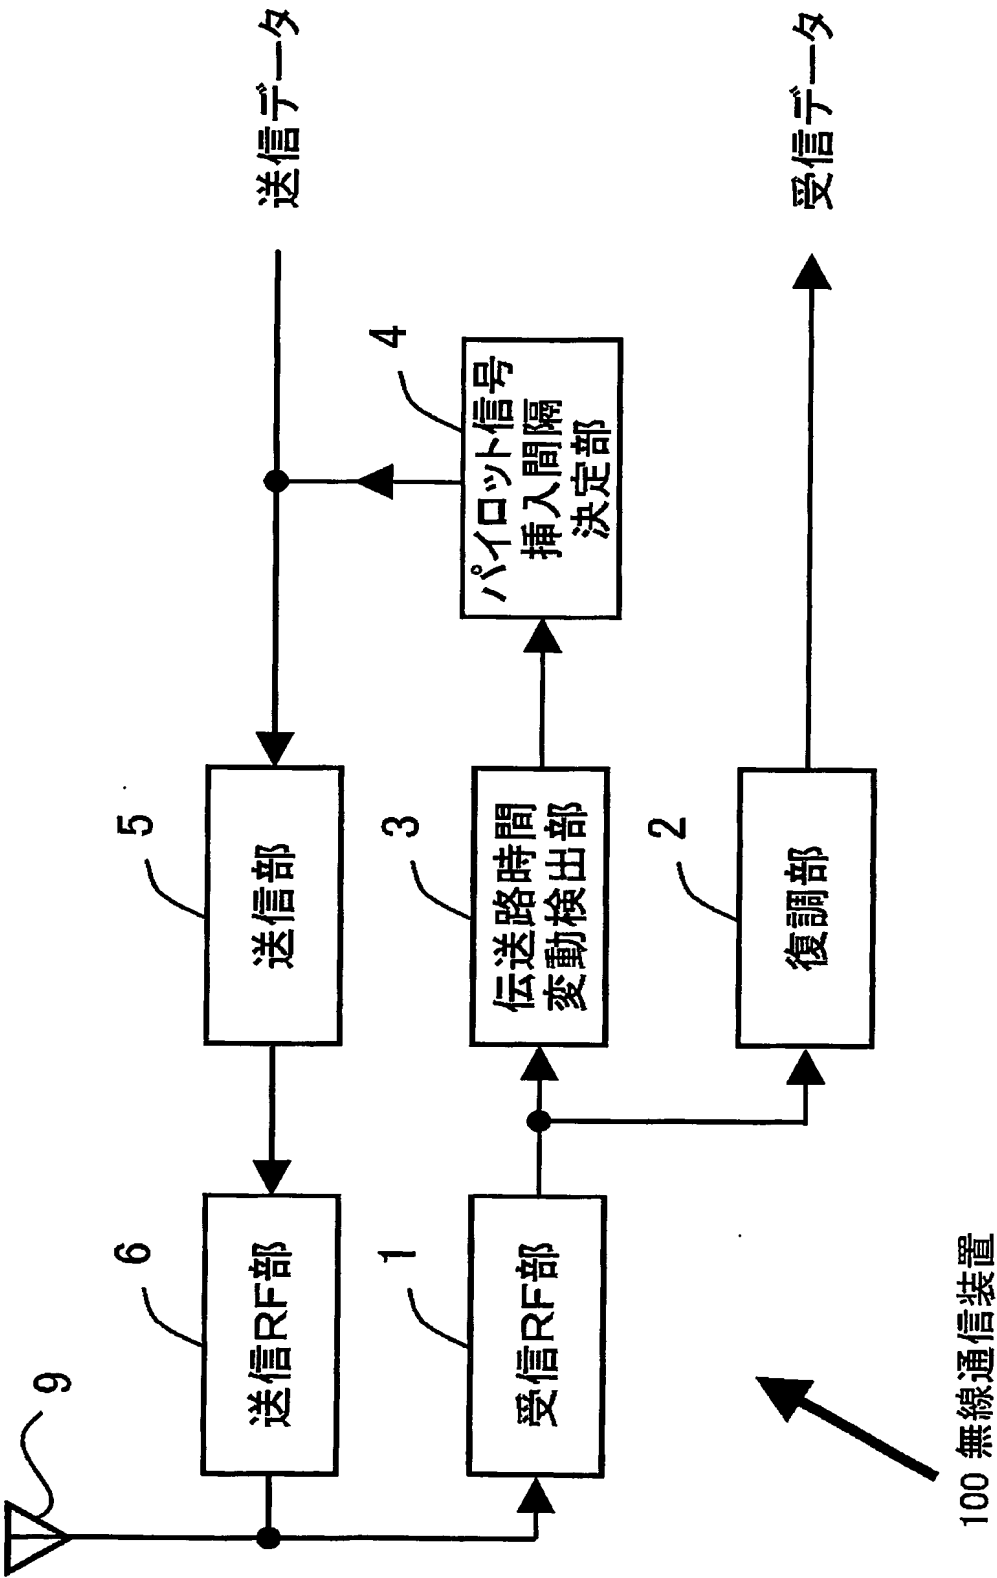 9
6
送信RF部
5
送信部
送信データ
1
受信RF部
3
伝送路時間
変動検出部
4
パイロット信号
挿入間隔
決定部
2
復調部
受信データ
100 無線通信装置